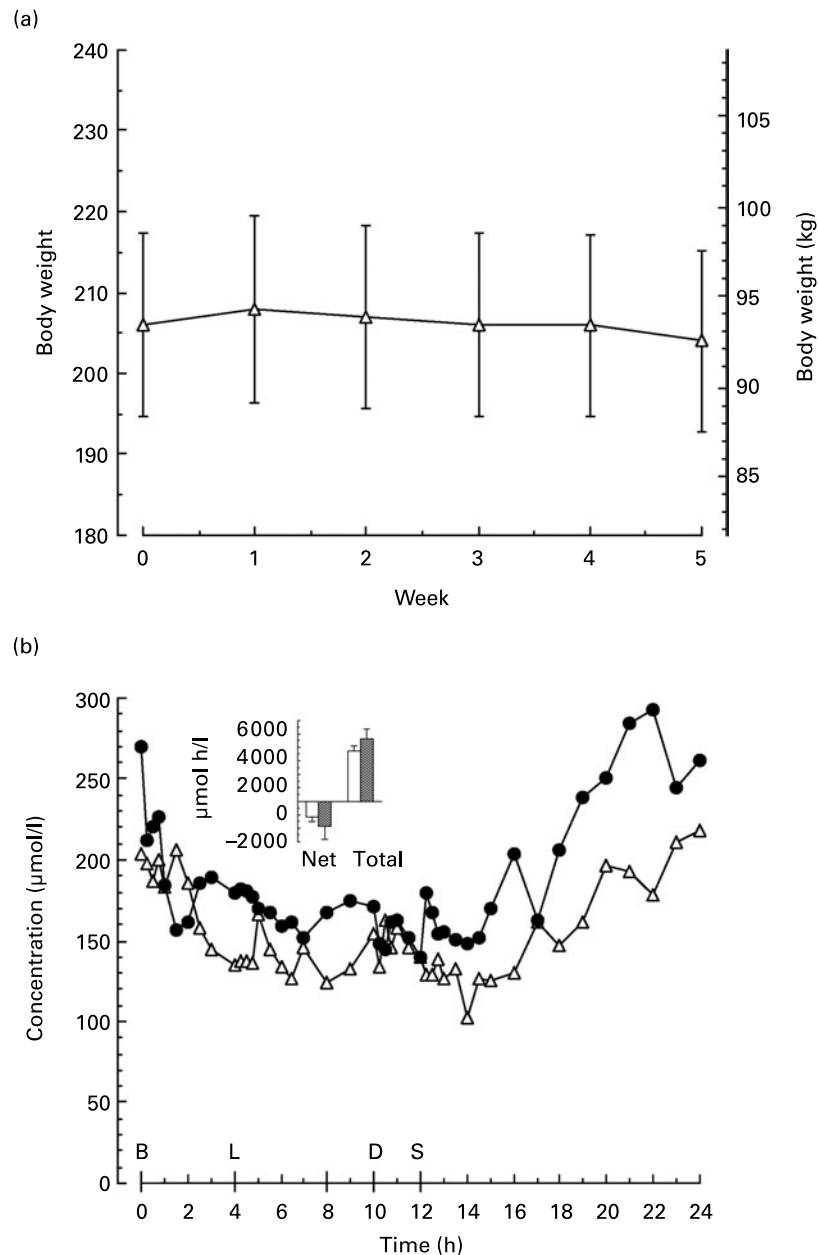 (a)
240
230
220
210
200
190
180
Body weight
105
100
95
90
85
Body weight (kg)
0 1 2 3 4 5
Week
(b)
300
250
200
150
100
50
0
Concentration (μmol/l)
6000
4000
2000
0
−2000
μmol h/l
Net Total
B L D S
0 2 4 6 8 10 12 14 16 18 20 22 24
Time (h)